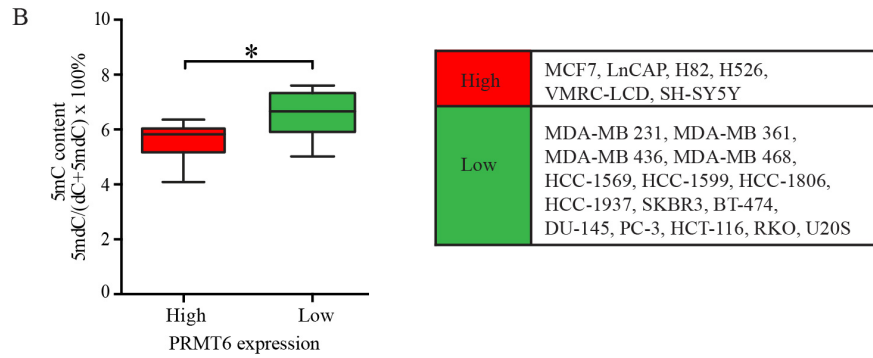 B
10
8
6
4
2
0
*
5mC content
5mdC/(dC+5mdC) x 100%
High
Low
PRMT6 expression
High
MCF7, LnCAP, H82, H526,
VMRC-LCD, SH-SY5Y
Low
MDA-MB 231, MDA-MB 361,
MDA-MB 436, MDA-MB 468,
HCC-1569, HCC-1599, HCC-1806,
HCC-1937, SKBR3, BT-474,
DU-145, PC-3, HCT-116, RKO, U20S